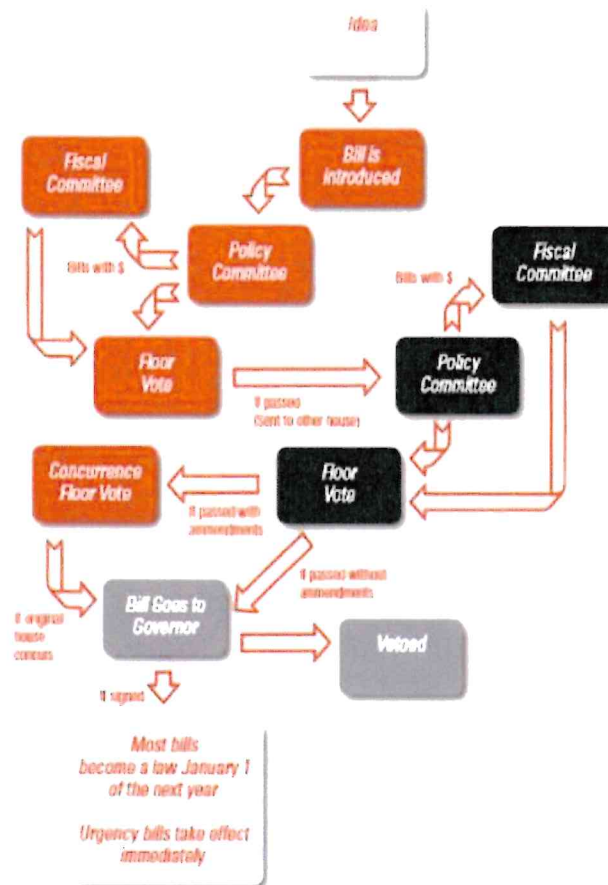 Idea
Bill is
introduced
Fiscal
Committee
Policy
Committee
Bills with $
Fiscal
Committee
Bills with $
Floor
Vote
Policy
Committee
If passed
(Sent to other house)
Concurrence
Floor Vote
Floor
Vote
If passed with
ammendments
If passed without
ammendments
Bill Goes to
Governor
If original
house
concurs
Vetoed
If signed
Most bills
become a law January 1
of the next year
Urgency bills take effect
immediately